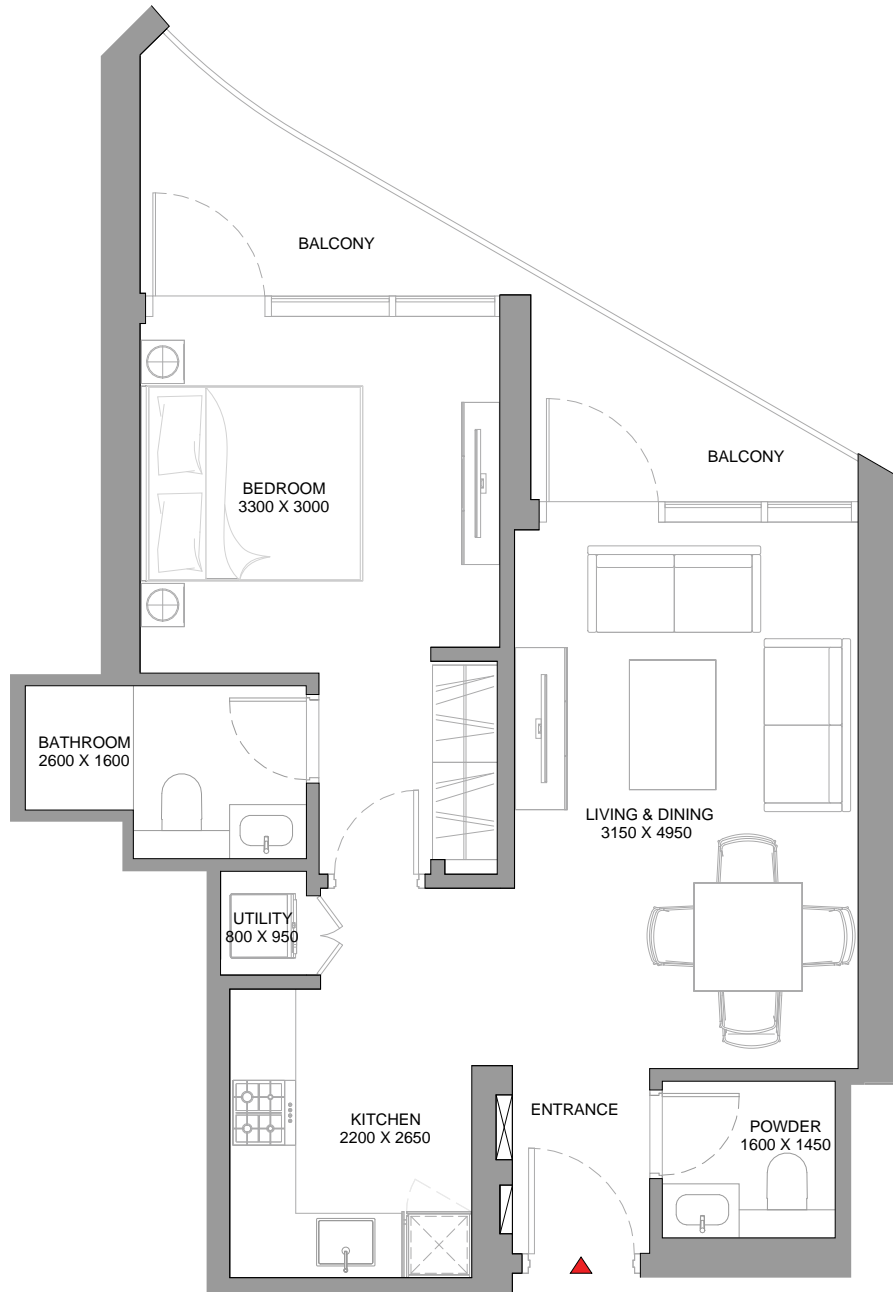 BALCONY
BALCONY
BEDROOM
3300 X 3000
BATHROOM
2600 X 1600
LIVING & DINING
3150 X 4950
UTILITY
800 X 950
KITCHEN
2200 X 2650
ENTRANCE
POWDER
1600 X 1450